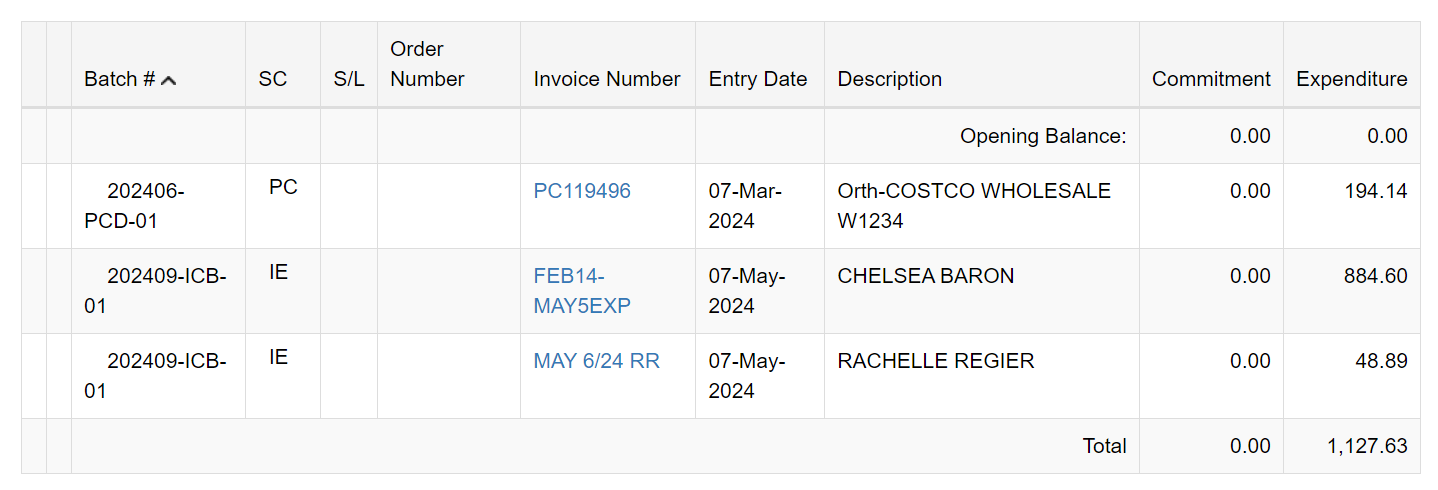 Batch # SC S/L Order Number Invoice Number Entry Date Description Commitment Expenditure
Opening Balance: 0.00 0.00
202406-PCD-01 PC PC119496 07-Mar-2024 Orth-COSTCO WHOLESALE W1234 0.00 194.14
202409-ICB-01 IE FEB14-MAY5EXP 07-May-2024 CHELSEA BARON 0.00 884.60
202409-ICB-01 IE MAY 6/24 RR 07-May-2024 RACHELLE REGIER 0.00 48.89
Total 0.00 1,127.63